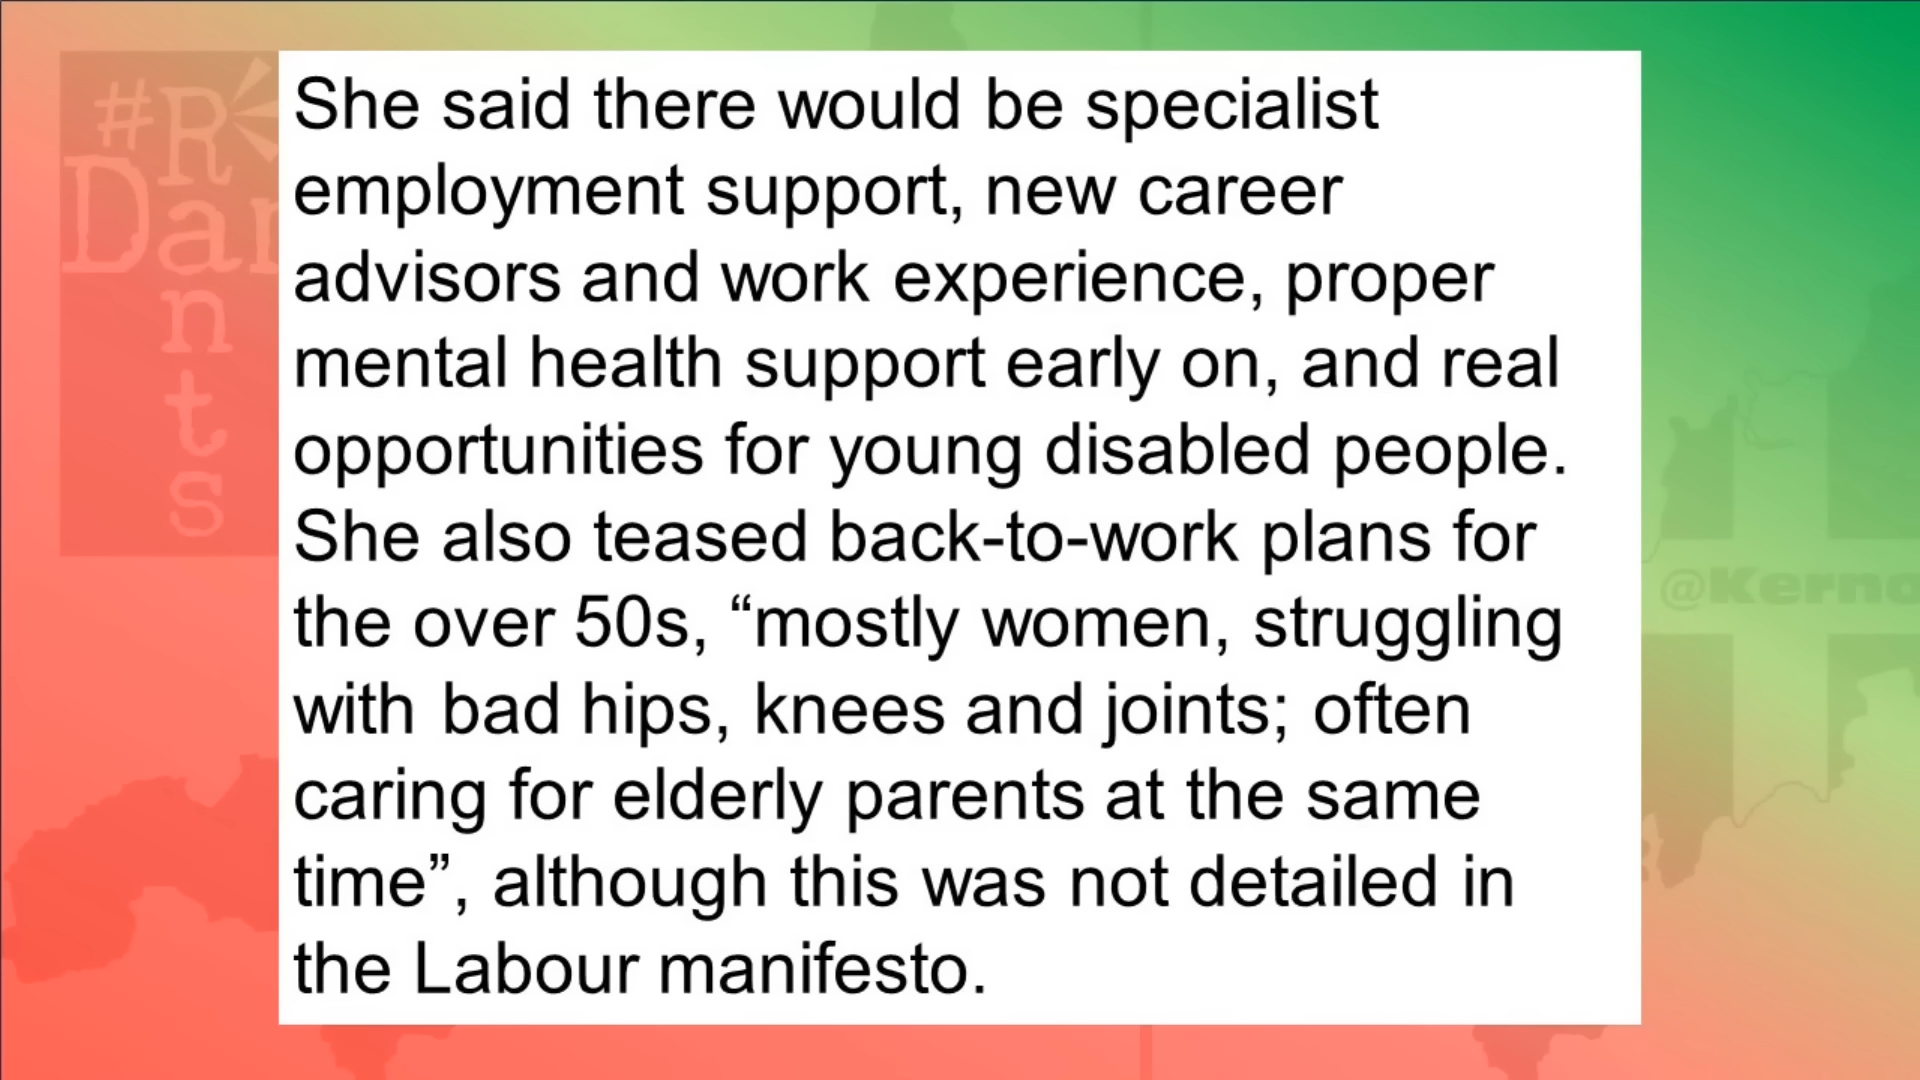 She said there would be specialist
employment support, new career
advisors and work experience, proper
mental health support early on, and real
opportunities for young disabled people.
She also teased back-to-work plans for
the over 50s, “mostly women, struggling
with bad hips, knees and joints; often
caring for elderly parents at the same
time”, although this was not detailed in
the Labour manifesto.
#R
Dan
n
t
s
@Kerno